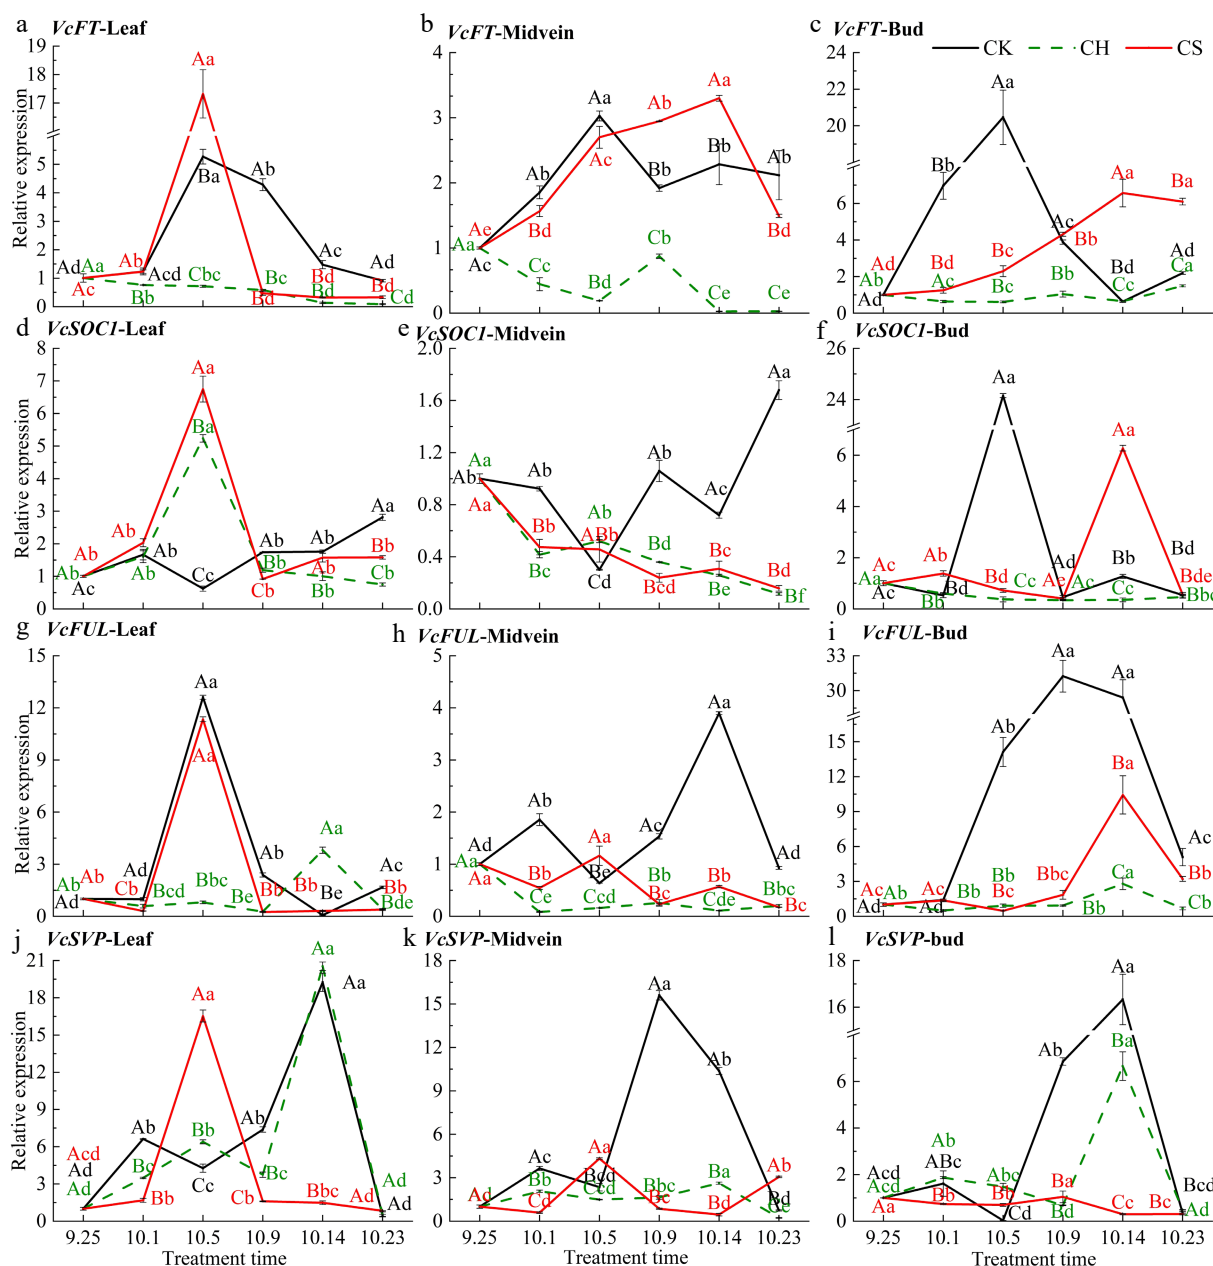 a VcFT-Leaf
b VcFT-Midvein
c VcFT-Bud
CK CH CS
Relative expression
19
17
5
4
3
2
1
0
Aa
Ba
Ab
Ad
Aa
Ac
Ab
Acd
Bb
Cbc
Bc
Bd
Ac
Bd
Bd
Ad
Bd
Cd
4
3
2
1
0
Aa
Ab
Aa
Ab
Ac
Bb
Bb
Ab
Ae
Aa
Ac
Bd
Cc
Bd
Cb
Ce
Bd
Ce
24
22
20
6
4
2
0
Aa
Bb
Aa
Ba
Ac
Bb
Bc
Ad
Ab
Ad
Bd
Ac
Bc
Bb
Bd
Cc
Ad
Ca
d VcSOC1-Leaf
e VcSOC1-Midvein
f VcSOC1-Bud
Relative expression
8
7
6
5
4
3
2
1
0
Aa
Ba
Aa
Ab
Ab
Ab
Ab
Ab
Ac
Ab
Cc
Ab
Bb
Cb
Ab
Bb
Bb
Cb
2.0
1.6
1.2
0.8
0.4
0.0
Aa
Aa
Ab
Aa
Ab
Ab
Ac
Ab
Bb
Bc
ABb
Cd
Bd
Bcd
Bc
Be
Bd
Bf
26
24
6
4
2
0
Aa
Aa
Ac
Aa
Ac
Ab
Bb
Bd
Bd
Cc
Ad
Ae
Ac
Bb
Cc
Bd
Bde
Bbc
g VcFUL-Leaf
h VcFUL-Midvein
i VcFUL-Bud
Relative expression
15
12
9
6
3
0
Aa
Aa
Aa
Ab
Ab
Ad
Ad
Cb
Bcd
Bbc
Ab
Be
Bb
Bb
Be
Ac
Bb
Bde
5
4
3
2
1
0
Aa
Ab
Ad
Aa
Aa
Bb
Ce
Aa
Be
Ccd
Ac
Bb
Bc
Bb
Cde
Ad
Bbc
Bc
33
30
15
12
9
6
3
0
Aa
Aa
Ab
Ba
Ac
Bb
Cb
Ac
Ab
Ad
Ac
Ad
Bb
Bb
Bc
Bbc
Bb
Ca
j VcSVP-Leaf
k VcSVP-Midvein
l VcSVP-bud
Relative expression
21
18
15
12
9
6
3
0
Aa
Aa
Aa
Acd
Ad
Ad
Ab
Bc
Bb
Bb
Cc
Ab
Cb
Bc
Bbc
Ad
Ad
Ad
18
15
12
9
6
3
0
Aa
Ab
Ad
Ac
Bb
Cd
Aa
Bcd
Ccd
Bbc
Bc
Ba
Bd
Ab
Bd
Ce
18
16
14
6
4
2
0
Aa
Ba
Ab
Acd
Acd
Aa
Ab
ABc
Bb
Abc
Bb
Cd
Ba
Bd
Cc
Bc
Bcd
Ad
9.25 10.1 10.5 10.9 10.14 10.23
9.25 10.1 10.5 10.9 10.14 10.23
9.25 10.1 10.5 10.9 10.14 10.23
Treatment time
Treatment time
Treatment time